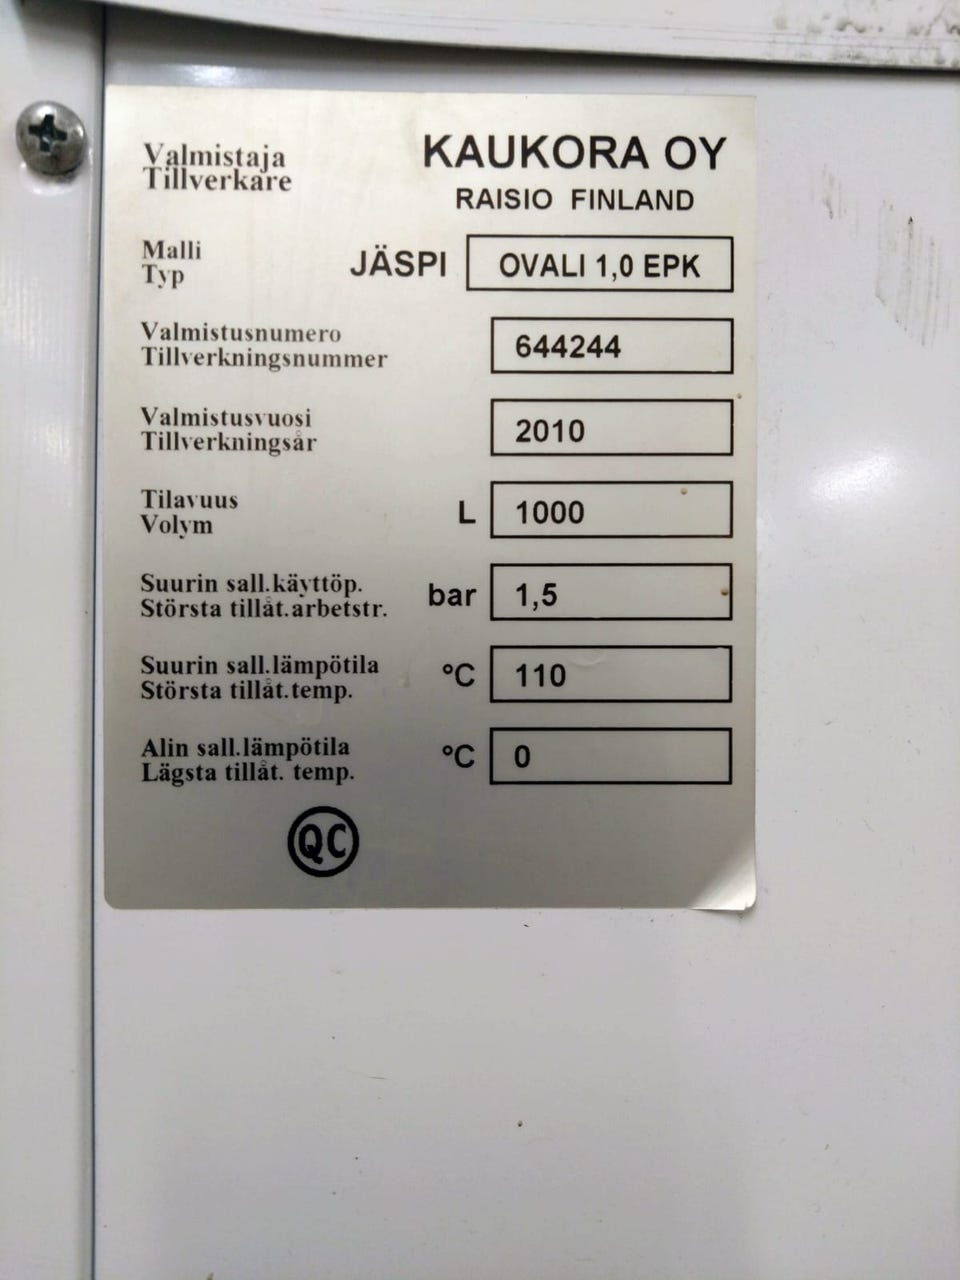 Valmistaja KAUKORA OY
Tillverkare RAISIO FINLAND
Malli
Typ JÄSPI OVALI 1,0 EPK
Valmistusnumero
Tillverkningsnummer 644244
Valmistusvuosi
Tillverkningsår 2010
Tilavuus
Volym L 1000
Suurin sall.käyttöp.
Största tillåt.arbetstr. bar 1,5
Suurin sall.lämpötila
Största tillåt.temp. °C 110
Alin sall.lämpötila
Lägsta tillåt. temp. °C 0
QC